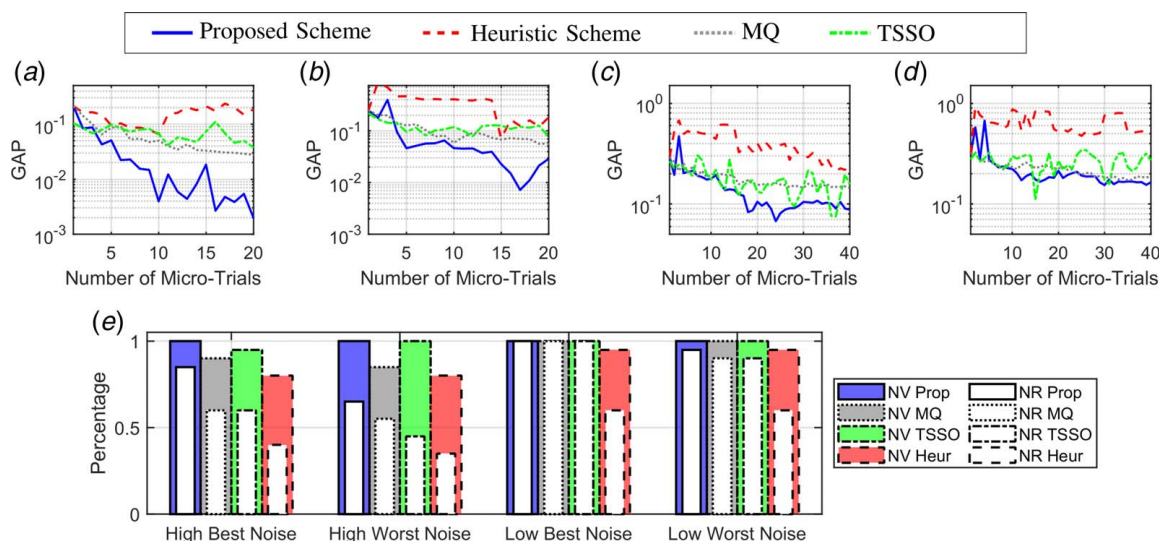 Proposed Scheme Heuristic Scheme MQ TSSO
(a) (b) (c) (d)
GAP
10^-1
10^-2
10^-3
5 10 15 20
Number of Micro-Trials
GAP
10^-1
10^-2
10^-3
5 10 15 20
Number of Micro-Trials
GAP
10^0
10^-1
10 20 30 40
Number of Micro-Trials
GAP
10^0
10^-1
10 20 30 40
Number of Micro-Trials
(e)
Percentage
1
0.5
0
High Best Noise High Worst Noise Low Best Noise Low Worst Noise
NV Prop NR Prop
NV MQ NR MQ
NV TSSO NR TSSO
NV Heur NR Heur